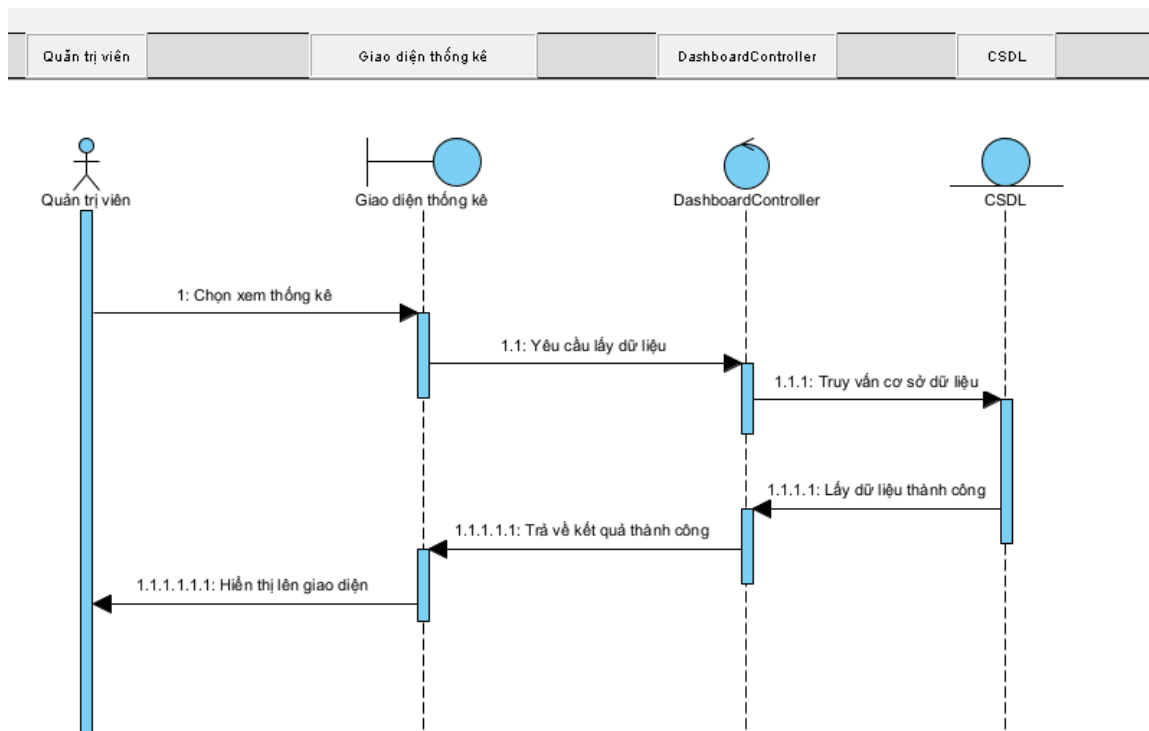 Quản trị viên
Giao diện thống kê
DashboardController
CSDL
Quản trị viên
Giao diện thống kê
DashboardController
CSDL
1: Chọn xem thống kê
1.1: Yêu cầu lấy dữ liệu
1.1.1: Truy vấn cơ sở dữ liệu
1.1.1.1: Lấy dữ liệu thành công
1.1.1.1.1: Trả về kết quả thành công
1.1.1.1.1.1: Hiển thị lên giao diện